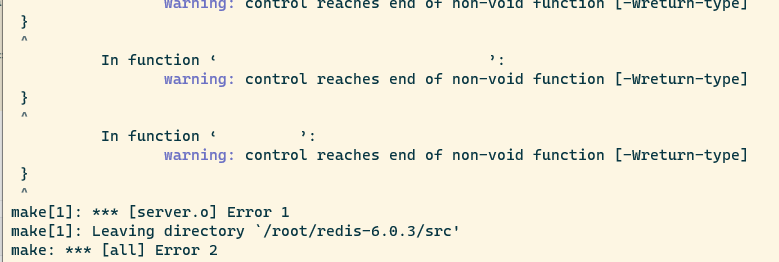 warning: control reaches end of non-void function [-Wreturn-type]
}
^
In function ‘ ’:
warning: control reaches end of non-void function [-Wreturn-type]
}
^
In function ‘ ’:
warning: control reaches end of non-void function [-Wreturn-type]
}
^
make[1]: *** [server.o] Error 1
make[1]: Leaving directory `/root/redis-6.0.3/src'
make: *** [all] Error 2